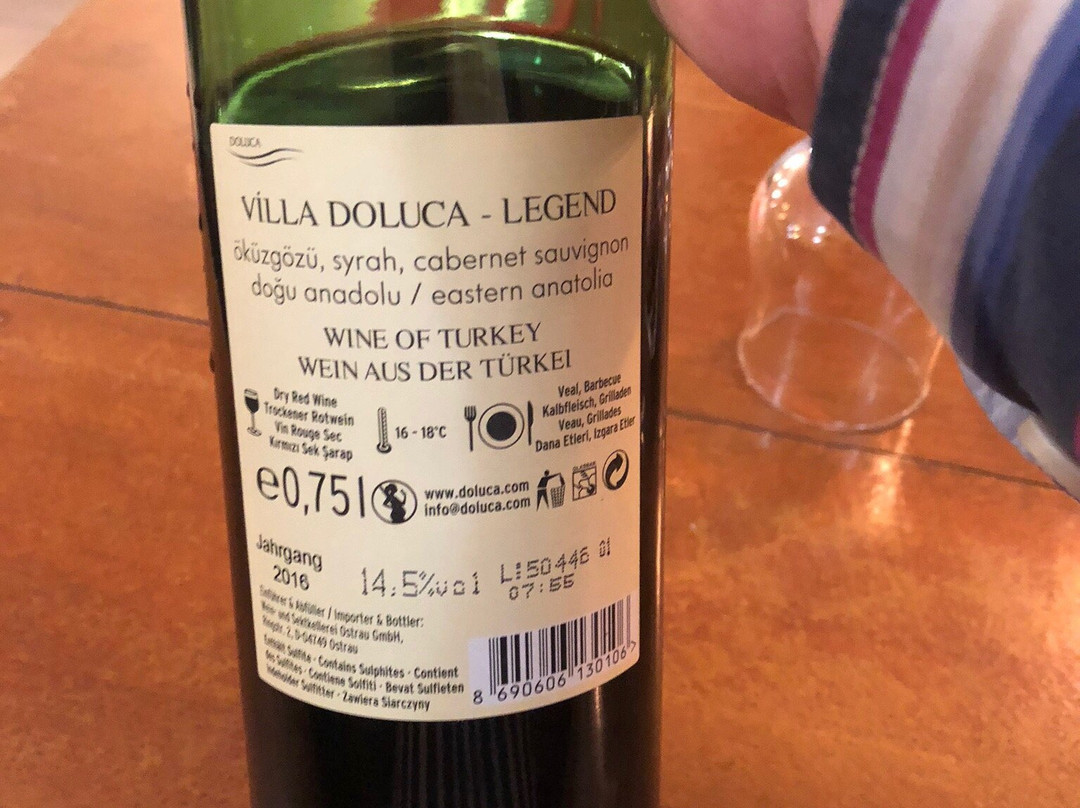 DOLUCA
VİLLA DOLUCA - LEGEND
öküzgözü, syrah, cabernet sauvignon
doğu anadolu / eastern anatolia
WINE OF TURKEY
WEIN AUS DER TÜRKEI
Dry Red Wine
Trockener Rotwein
Vin Rouge Sec
Kırmızı Sek Şarap
16 - 18°C
Veal, Barbecue
Kalbfleisch, Grilladen
Veau, Grillades
Dana Etleri, Izgara Etler
e0,75l
www.doluca.com
info@doluca.com
Jahrgang
2016
14.5%vol
L:50446 01
07:55
Einführer & Abfüller / Importer & Bottler:
Wein- und Sektkellerei Ostrau GmbH,
2, D-04749 Ostrau
Enthält Sulfite · Contains Sulphites · Contient
des Sulfites · Contiene Solfiti · Bevat Sulfieten
Indeholder Sulfitter · Zawiera Siarczyny
8 690606 130106 >